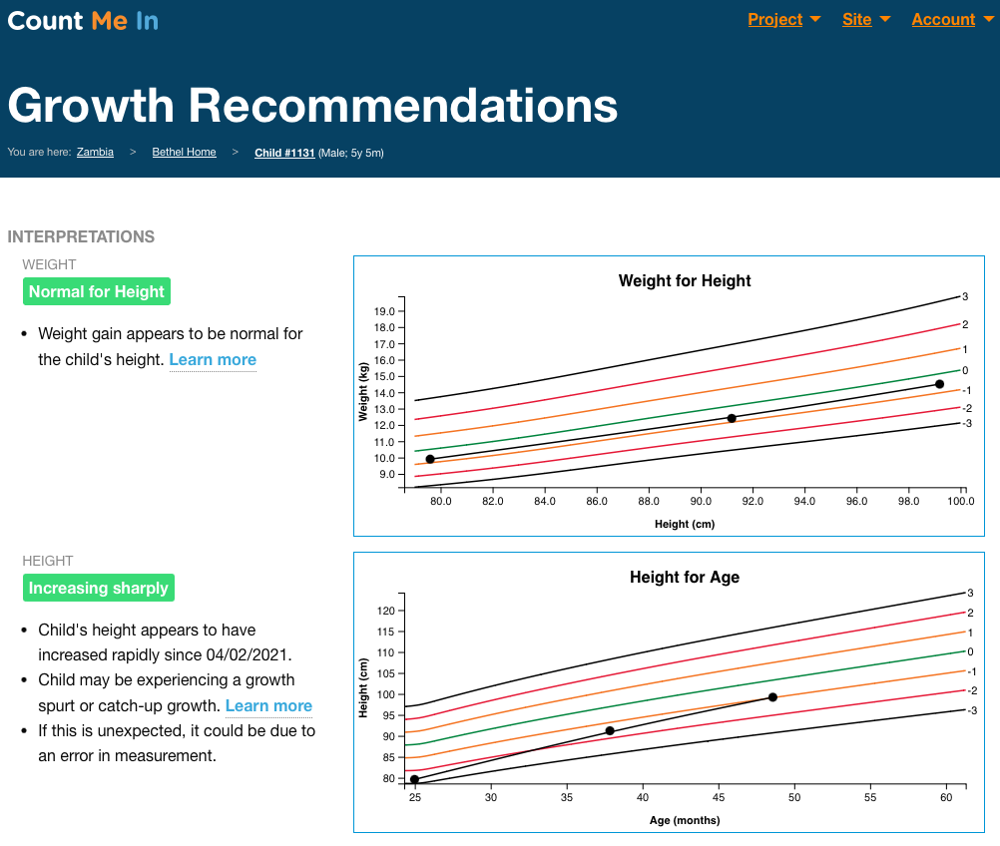 Count Me In
Project
Site
Account
Growth Recommendations
You are here: Zambia > Bethel Home > Child #1131 (Male; 5y 5m)
INTERPRETATIONS
WEIGHT
Normal for Height
• Weight gain appears to be normal for
the child's height. Learn more
Weight for Height
19.0
18.0
17.0
16.0
15.0
14.0
13.0
12.0
11.0
10.0
9.0
Weight (kg)
3
2
1
0
-1
-2
-3
80.0 82.0 84.0 86.0 88.0 90.0 92.0 94.0 96.0 98.0 100.0
Height (cm)
HEIGHT
Increasing sharply
• Child's height appears to have
increased rapidly since 04/02/2021.
• Child may be experiencing a growth
spurt or catch-up growth. Learn more
• If this is unexpected, it could be due to
an error in measurement.
Height for Age
120
115
110
105
100
95
90
85
80
Height (cm)
3
2
1
0
-1
-2
-3
25 30 35 40 45 50 55 60
Age (months)